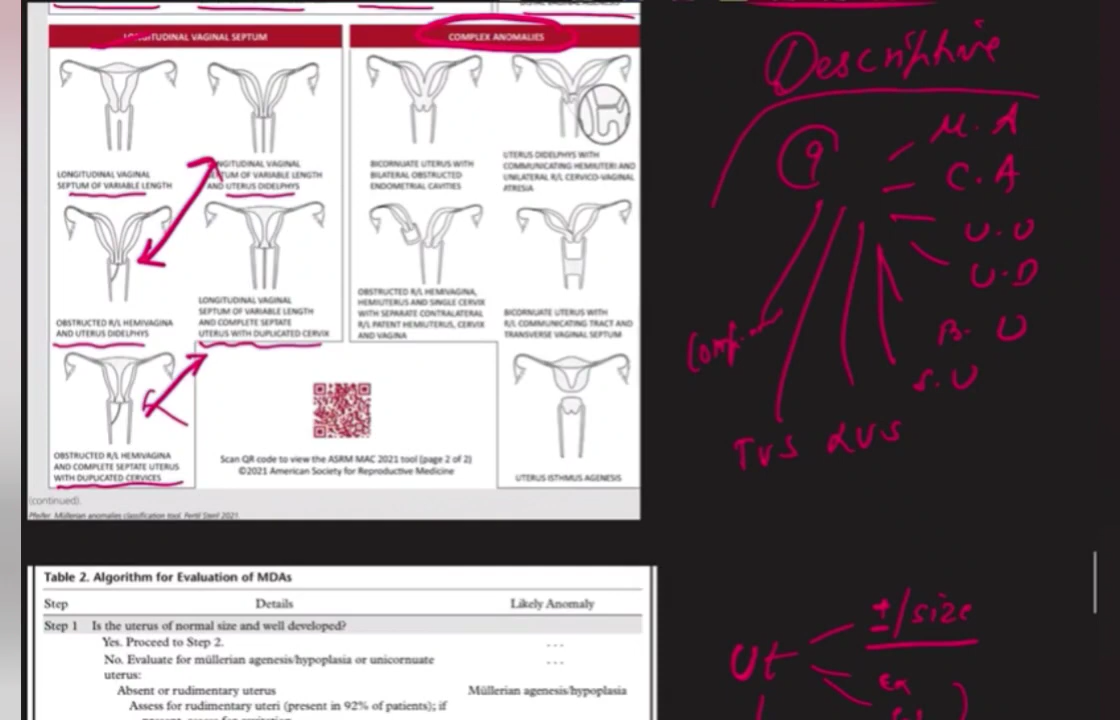 LONGITUDINAL VAGINAL SEPTUM
COMPLEX ANOMALIES
LONGITUDINAL VAGINAL
SEPTUM OF VARIABLE LENGTH
NGITUDINAL VAGINAL
TUM OF VARIABLE LENGTH
AND UTERUS DIDELPHYS
BICORNUATE UTERUS WITH
BILATERAL OBSTRUCTED
ENDOMETRIAL CAVITIES
UTERUS DIDELPHYS WITH
COMMUNICATING HEMIUTERI AND
UNILATERAL R/L CERVICO-VAGINAL
ATRESIA
OBSTRUCTED R/L HEMIVAGINA
AND UTERUS DIDELPHYS
LONGITUDINAL VAGINAL
SEPTUM OF VARIABLE LENGTH
AND COMPLETE SEPTATE
UTERUS WITH DUPLICATED CERVIX
OBSTRUCTED R/L HEMIVAGINA,
HEMIUTERUS AND SINGLE CERVIX
WITH SEPARATE CONTRALATERAL
R/L PATENT HEMIUTERUS, CERVIX
AND VAGINA
BICORNUATE UTERUS WITH
R/L COMMUNICATING TRACT AND
TRANSVERSE VAGINAL SEPTUM
OBSTRUCTED R/L HEMIVAGINA
AND COMPLETE SEPTATE UTERUS
WITH DUPLICATED CERVICES
Scan QR code to view the ASRM MAC 2021 tool (page 2 of 2)
©2021 American Society for Reproductive Medicine
UTERUS ISTHMUS AGENESIS
(continued).
Pfeifer. Müllerian anomalies classification tool. Fertil Steril 2021.
Descriptive
9
M.A
C.A
U.U
U.D
B. U
S.U
Comp.
TVS LVS
Table 2. Algorithm for Evaluation of MDAs
Step Details Likely Anomaly
Step 1 Is the uterus of normal size and well developed?
Yes. Proceed to Step 2. ...
No. Evaluate for müllerian agenesis/hypoplasia or unicornuate ...
uterus:
Absent or rudimentary uterus Müllerian agenesis/hypoplasia
Assess for rudimentary uteri (present in 92% of patients); if
Ut
±/size